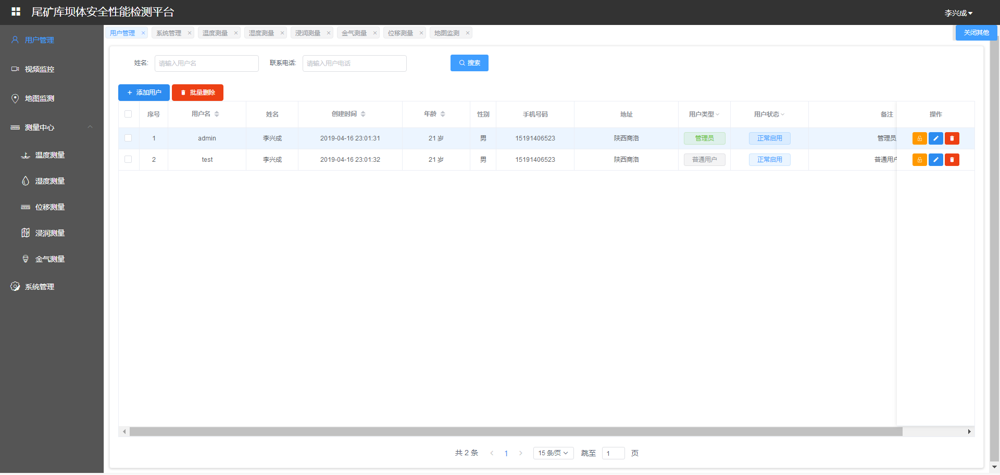 尾矿库坝体安全性能检测平台
李兴成
用户管理
视频监控
地图监测
测量中心
温度测量
湿度测量
位移测量
浸润测量
金气测量
系统管理
用户管理 系统管理 温度测量 湿度测量 浸润测量 金气测量 位移测量 地图监测 关闭其他
姓名: 请输入用户名 联系电话: 请输入用户电话 搜索
添加用户 批量删除
序号 用户名 姓名 创建时间 年龄 性别 手机号码 地址 用户类型 用户状态 备注 操作
1 admin 李兴成 2019-04-16 23:01:31 21 岁 男 15191406523 陕西商洛 管理员 正常启用 管理员
2 test 李兴成 2019-04-16 23:01:32 21 岁 男 15191406523 陕西商洛 普通用户 正常启用 普通用户
共 2 条 1 15 条/页 跳至 1 页